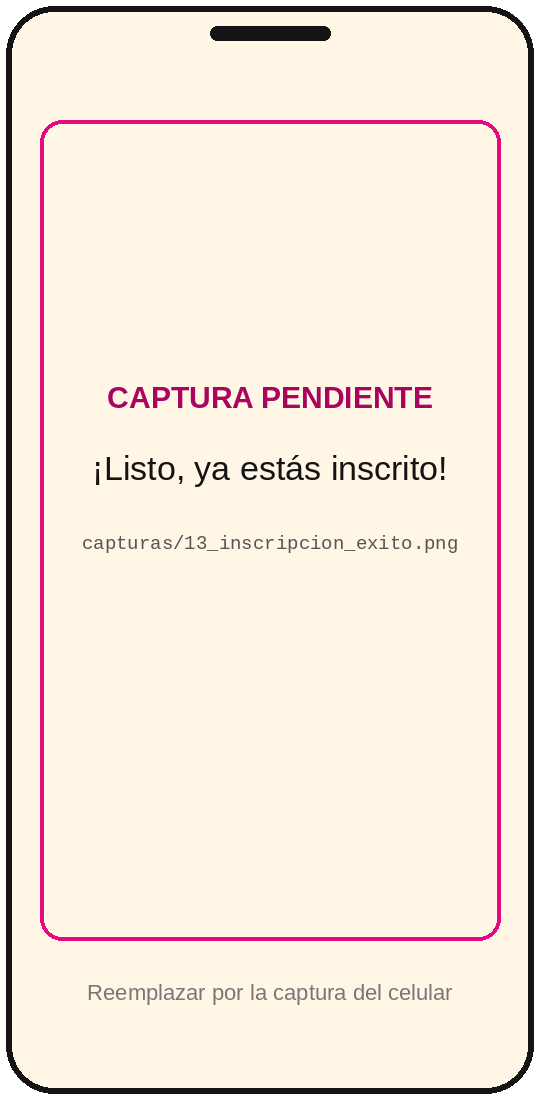 CAPTURA PENDIENTE
¡Listo, ya estás inscrito!
capturas/13_inscripcion_exito.png
Reemplazar por la captura del celular